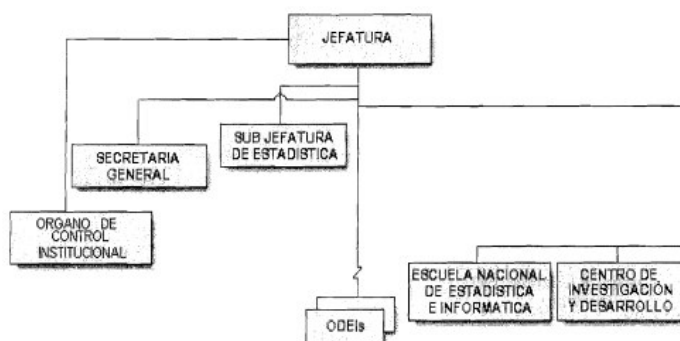 JEFATURA
SUB JEFATURA
DE ESTADISTICA
SECRETARIA
GENERAL
ORGANO DE
CONTROL
INSTITUCIONAL
ESCUELA NACIONAL
DE ESTADISTICA
E INFORMATICA
CENTRO DE
INVESTIGACIÓN
Y DESARROLLO
ODEIs